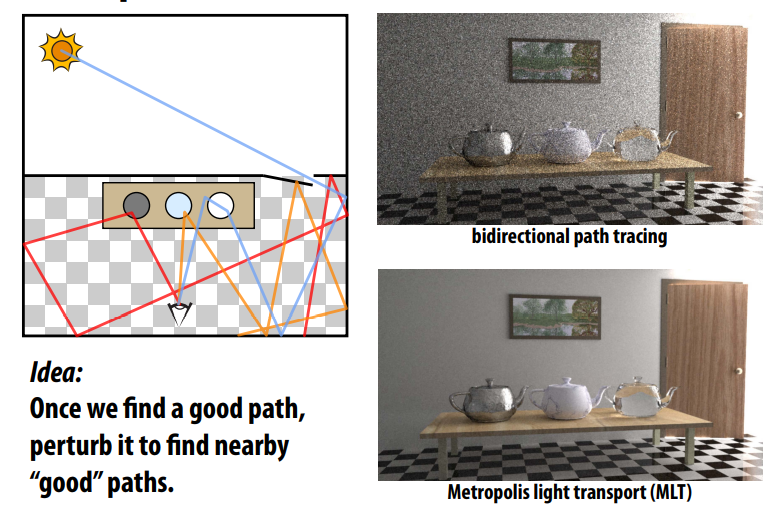 bidirectional path tracing
Idea:
Once we find a good path,
perturb it to find nearby
“good” paths.
Metropolis light transport (MLT)